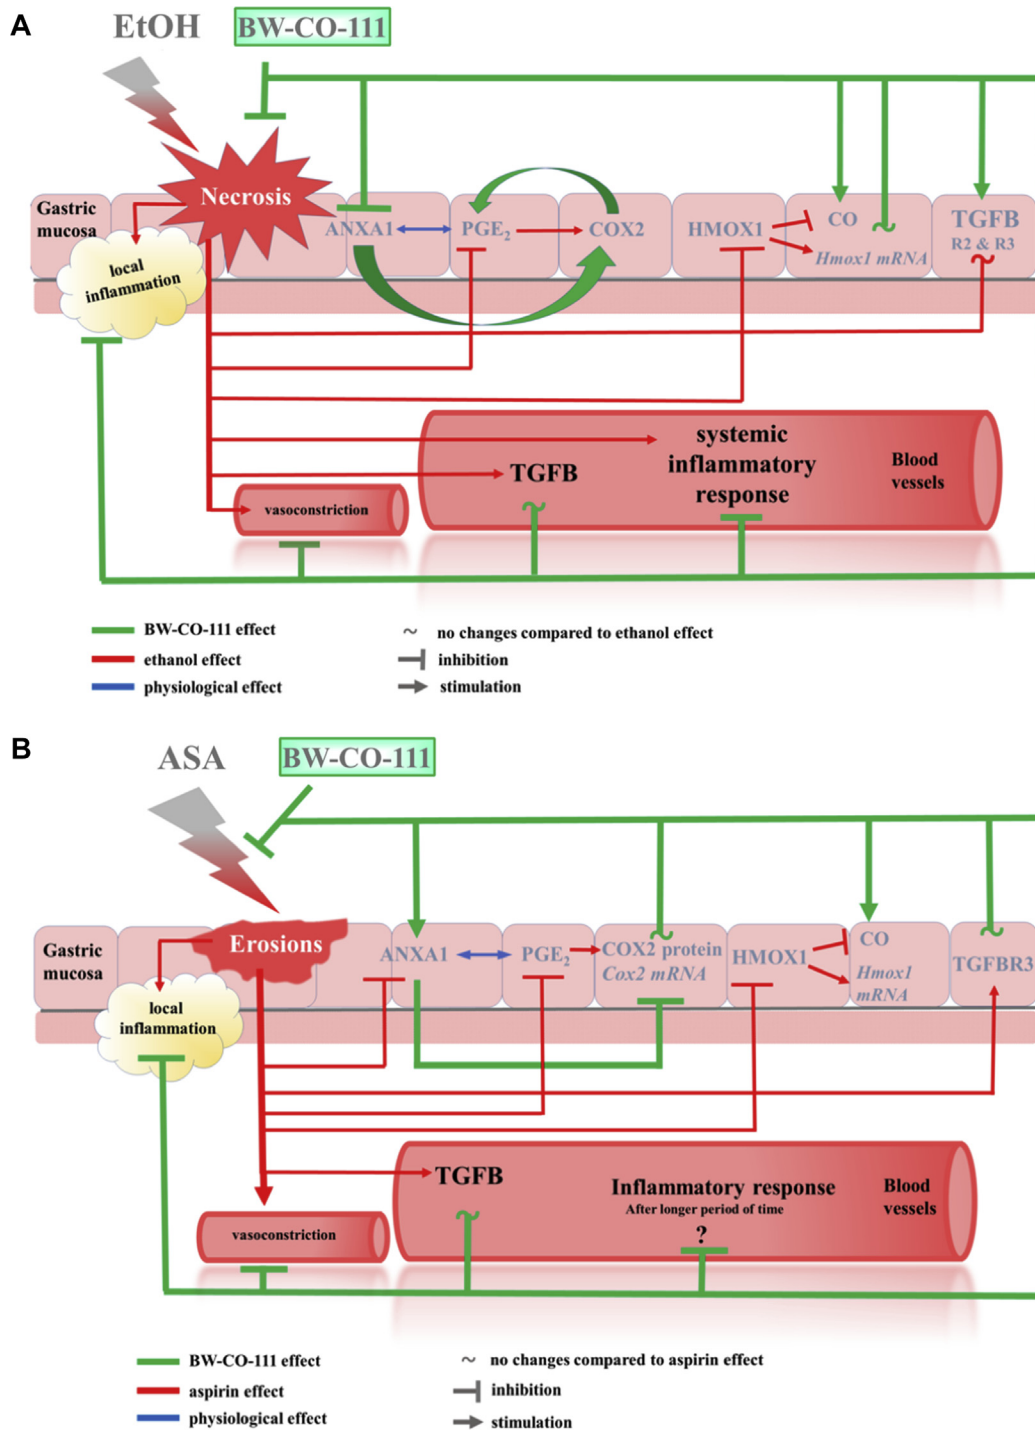 A
EtOH
BW-CO-111
Necrosis
Gastric
mucosa
local
inflammation
ANXA1
PGE2
COX2
HMOX1
CO
Hmox1 mRNA
TGFB
R2 & R3
systemic
inflammatory
response
TGFB
Blood
vessels
vasoconstriction
BW-CO-111 effect
ethanol effect
physiological effect
~ no changes compared to ethanol effect
inhibition
stimulation
B
ASA
BW-CO-111
Erosions
Gastric
mucosa
local
inflammation
ANXA1
PGE2
COX2 protein
Cox2 mRNA
HMOX1
CO
Hmox1
mRNA
TGFBR3
TGFB
Inflammatory response
After longer period of time
?
Blood
vessels
vasoconstriction
BW-CO-111 effect
aspirin effect
physiological effect
~ no changes compared to aspirin effect
inhibition
stimulation